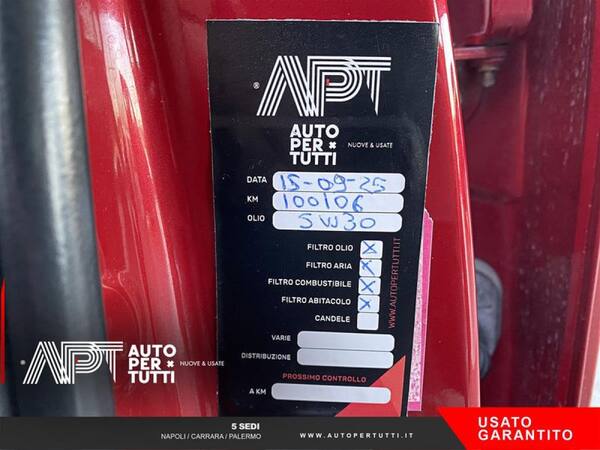 ® APT
AUTO
PER
TUTTI
NUOVE & USATE
DATA 15-09-25
KM 100106
OLIO 5W30
FILTRO OLIO X
FILTRO ARIA X
FILTRO COMBUSTIBILE X
FILTRO ABITACOLO X
CANDELE
VARIE
DISTRIBUZIONE
PROSSIMO CONTROLLO
A KM
WWW.AUTOPERTUTTI.IT
APT
AUTO
PER
TUTTI
NUOVE & USATE
5 SEDI
NAPOLI / CARRARA / PALERMO
WWW.AUTOPERTUTTI.IT
USATO
GARANTITO